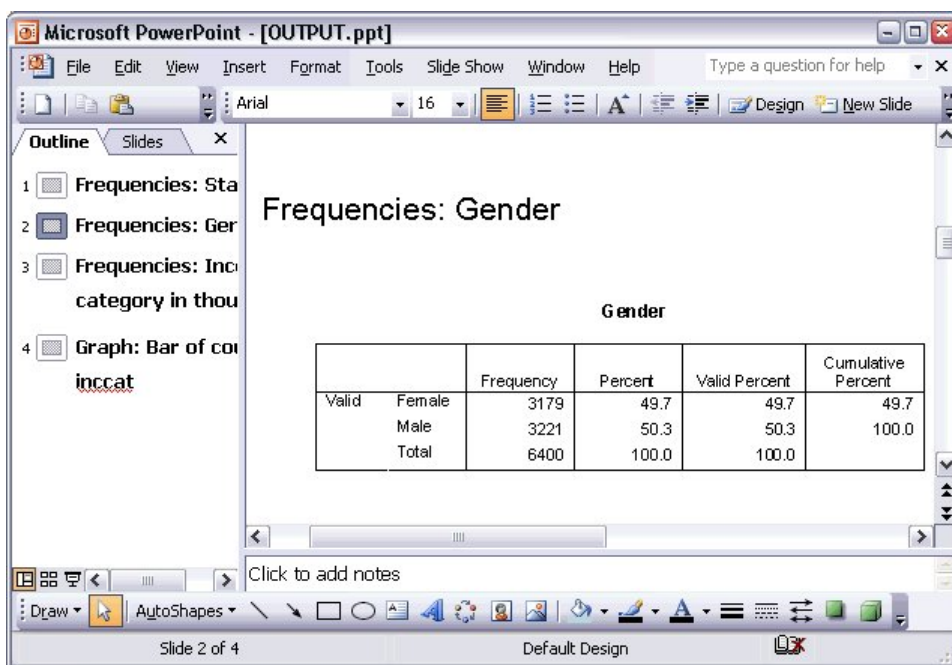 Microsoft PowerPoint - [OUTPUT.ppt]
File Edit View Insert Format Tools Slide Show Window Help Type a question for help
Arial 16 A Design New Slide
Outline Slides
1 Frequencies: Sta
2 Frequencies: Ger
3 Frequencies: Inc
category in thou
4 Graph: Bar of cou
inccat
Frequencies: Gender
Gender
Frequency Percent Valid Percent Cumulative Percent
Valid Female 3179 49.7 49.7 49.7
Male 3221 50.3 50.3 100.0
Total 6400 100.0 100.0
Click to add notes
Draw AutoShapes A A
Slide 2 of 4 Default Design